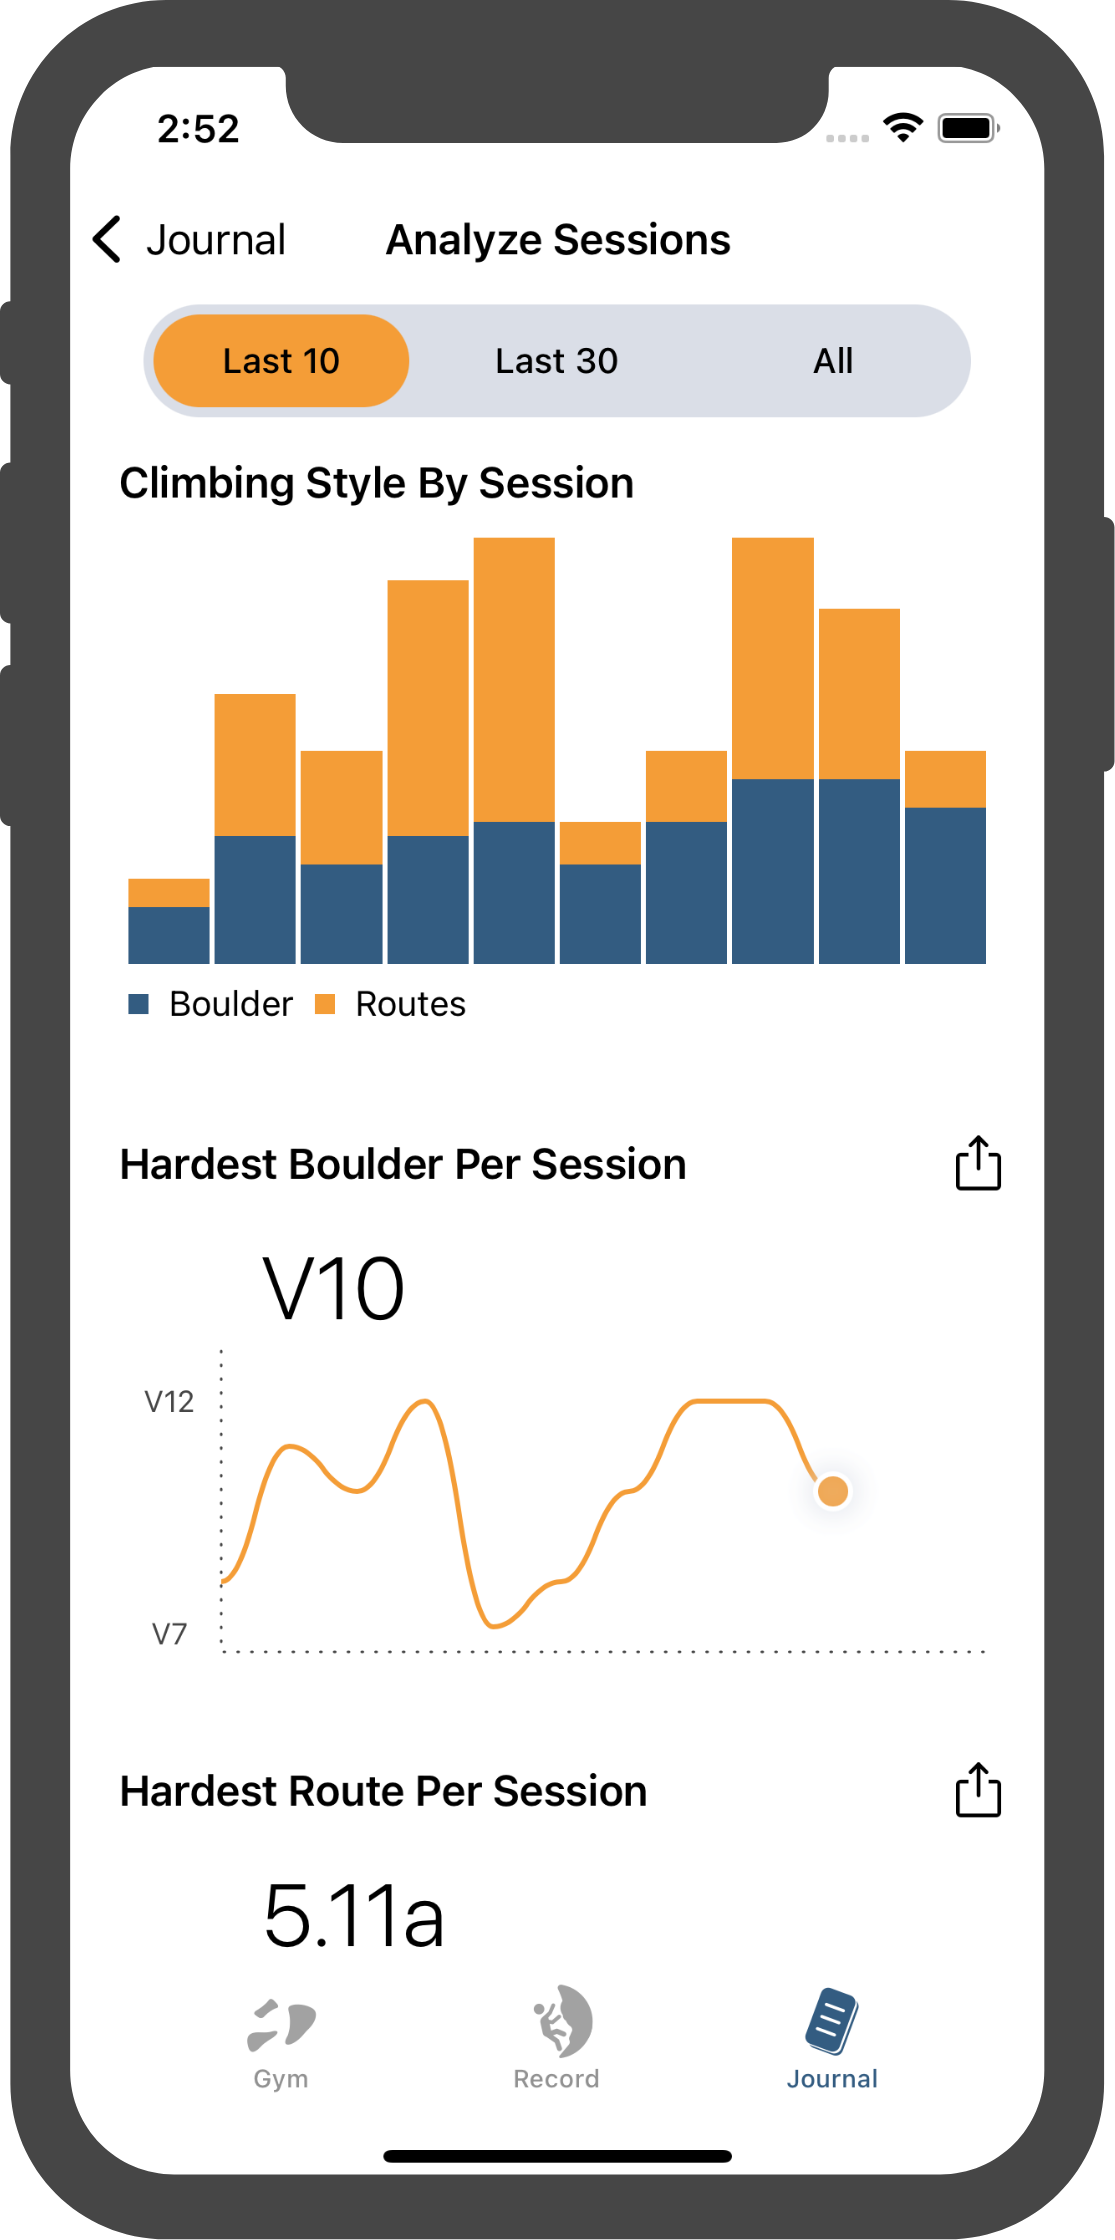 2:52
Journal Analyze Sessions
Last 10 Last 30 All
Climbing Style By Session
Boulder Routes
Hardest Boulder Per Session
V10
V12
V7
Hardest Route Per Session
5.11a
Gym Record Journal